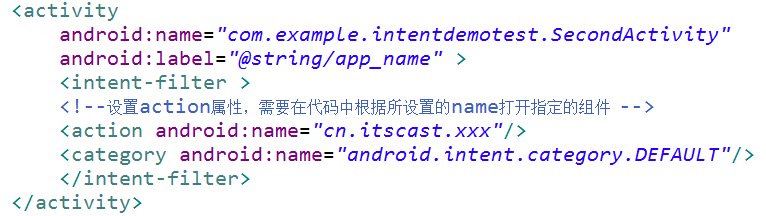 <activity
android:name="com.example.intentdemotest.SecondActivity"
android:label="@string/app_name" >
<intent-filter >
<!--设置action属性，需要在代码中根据所设置的name打开指定的组件 -->
<action android:name="cn.itscast.xxx"/>
<category android:name="android.intent.category.DEFAULT"/>
</intent-filter>
</activity>